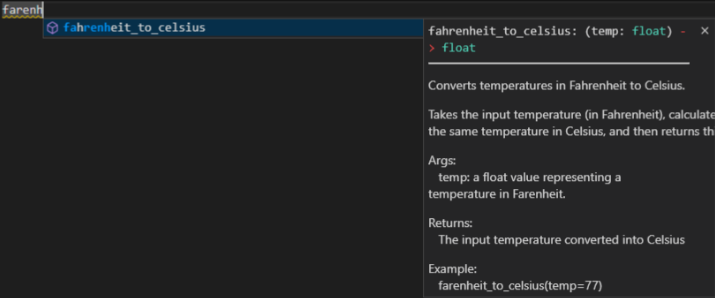 farenh
fahrenheit_to_celsius
fahrenheit_to_celsius: (temp: float) -
> float
Converts temperatures in Fahrenheit to Celsius.
Takes the input temperature (in Fahrenheit), calculate
the same temperature in Celsius, and then returns th
Args:
temp: a float value representing a
temperature in Farenheit.
Returns:
The input temperature converted into Celsius
Example:
farenheit_to_celsius(temp=77)